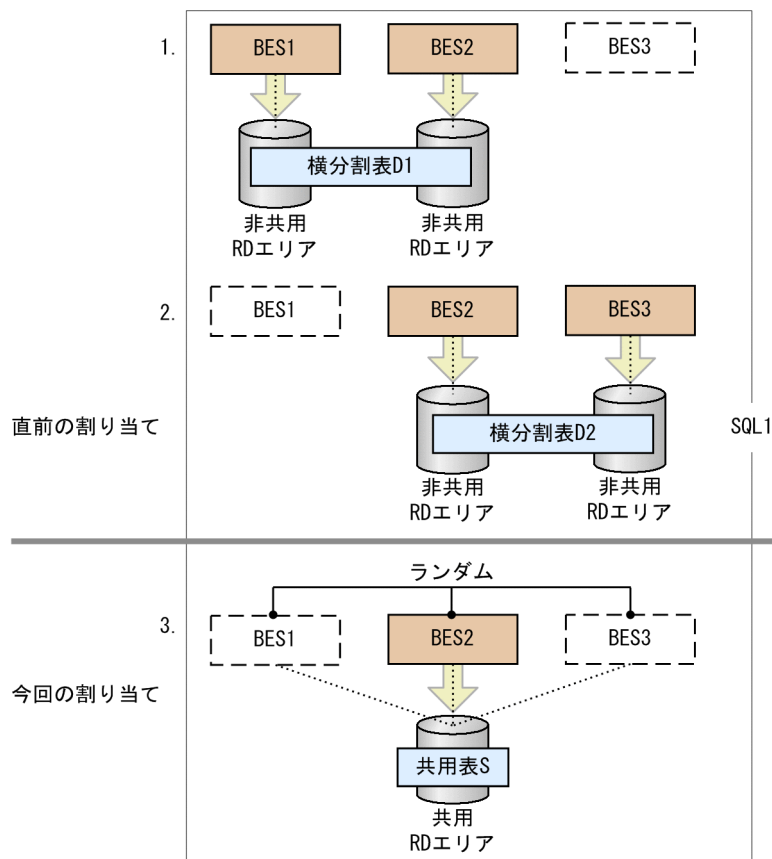 1.
BES1
BES2
BES3
横分割表D1
非共用
RDエリア
非共用
RDエリア
2.
BES1
BES2
BES3
直前の割り当て
横分割表D2
SQL1
非共用
RDエリア
非共用
RDエリア
ランダム
3.
BES1
BES2
BES3
今回の割り当て
共用表S
共用
RDエリア